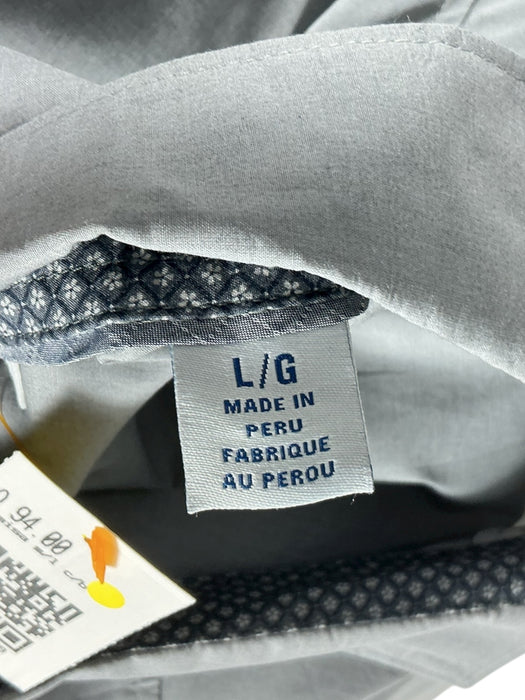 L/G
MADE IN
PERU
FABRIQUE
AU PEROU
94.00